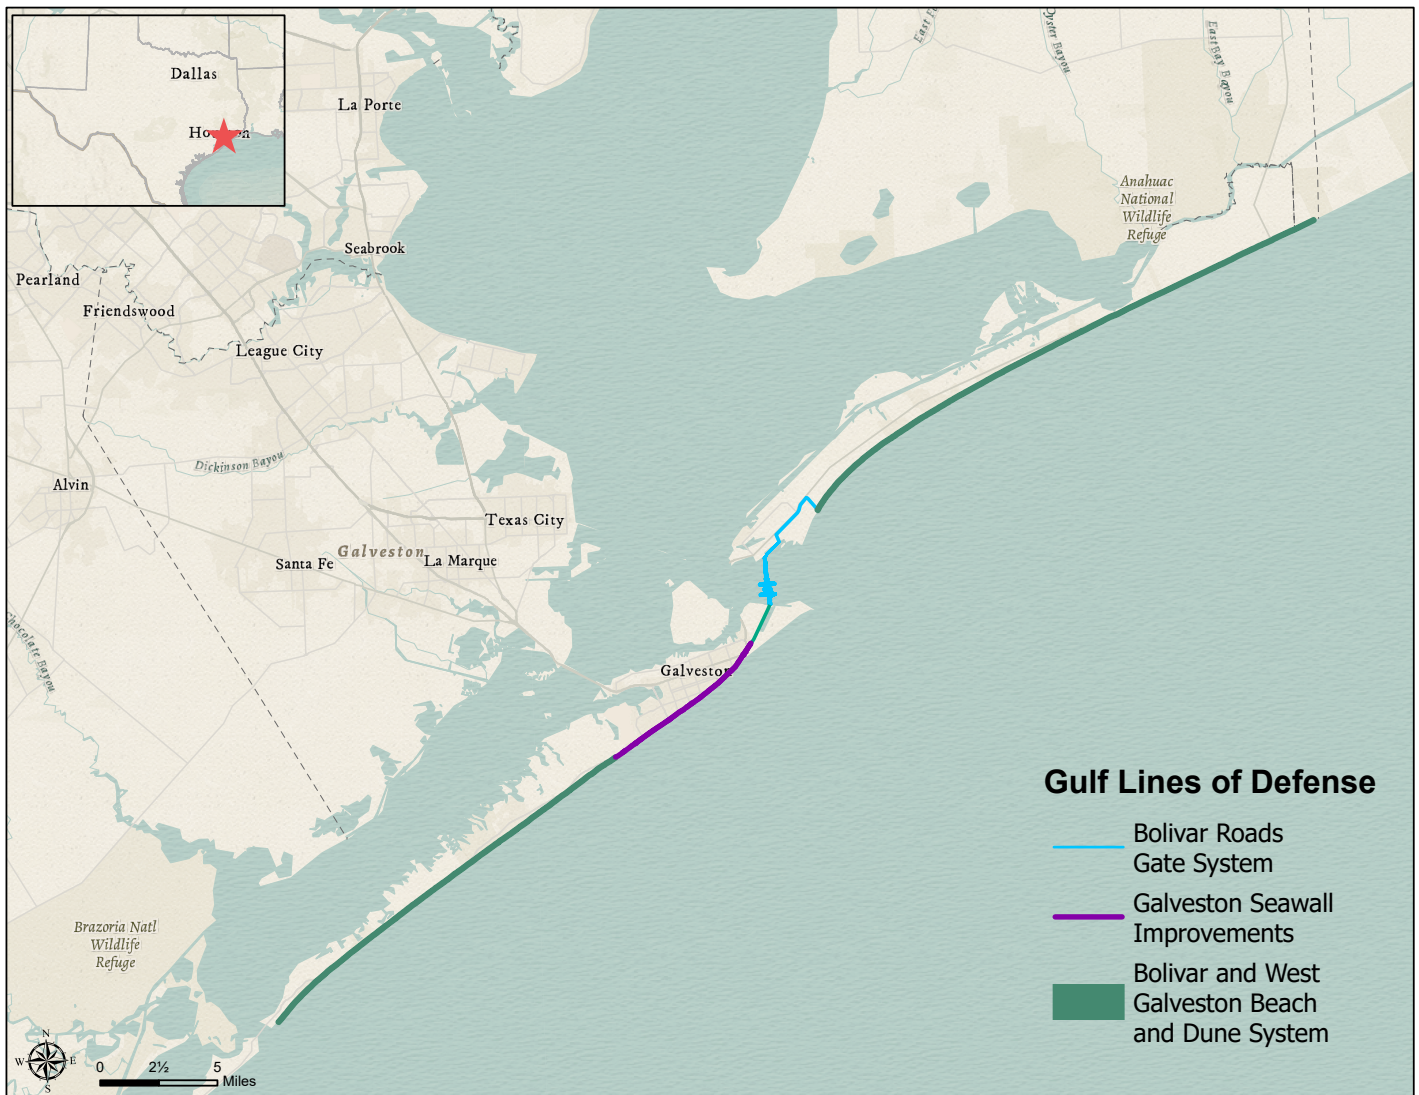 Dallas
Houston
La Porte
East F
Oyster Bayou
East Bay Bayou
Anahuac
National
Wildlife
Refuge
Seabrook
Pearland
Friendswood
League City
Dickinson Bayou
Alvin
Texas City
Galveston
Santa Fe
La Marque
Chocolate Bayou
Galveston
Brazoria Natl
Wildlife
Refuge
Gulf Lines of Defense
Bolivar Roads
Gate System
Galveston Seawall
Improvements
Bolivar and West
Galveston Beach
and Dune System
N
W E
S
0 2½ 5
Miles